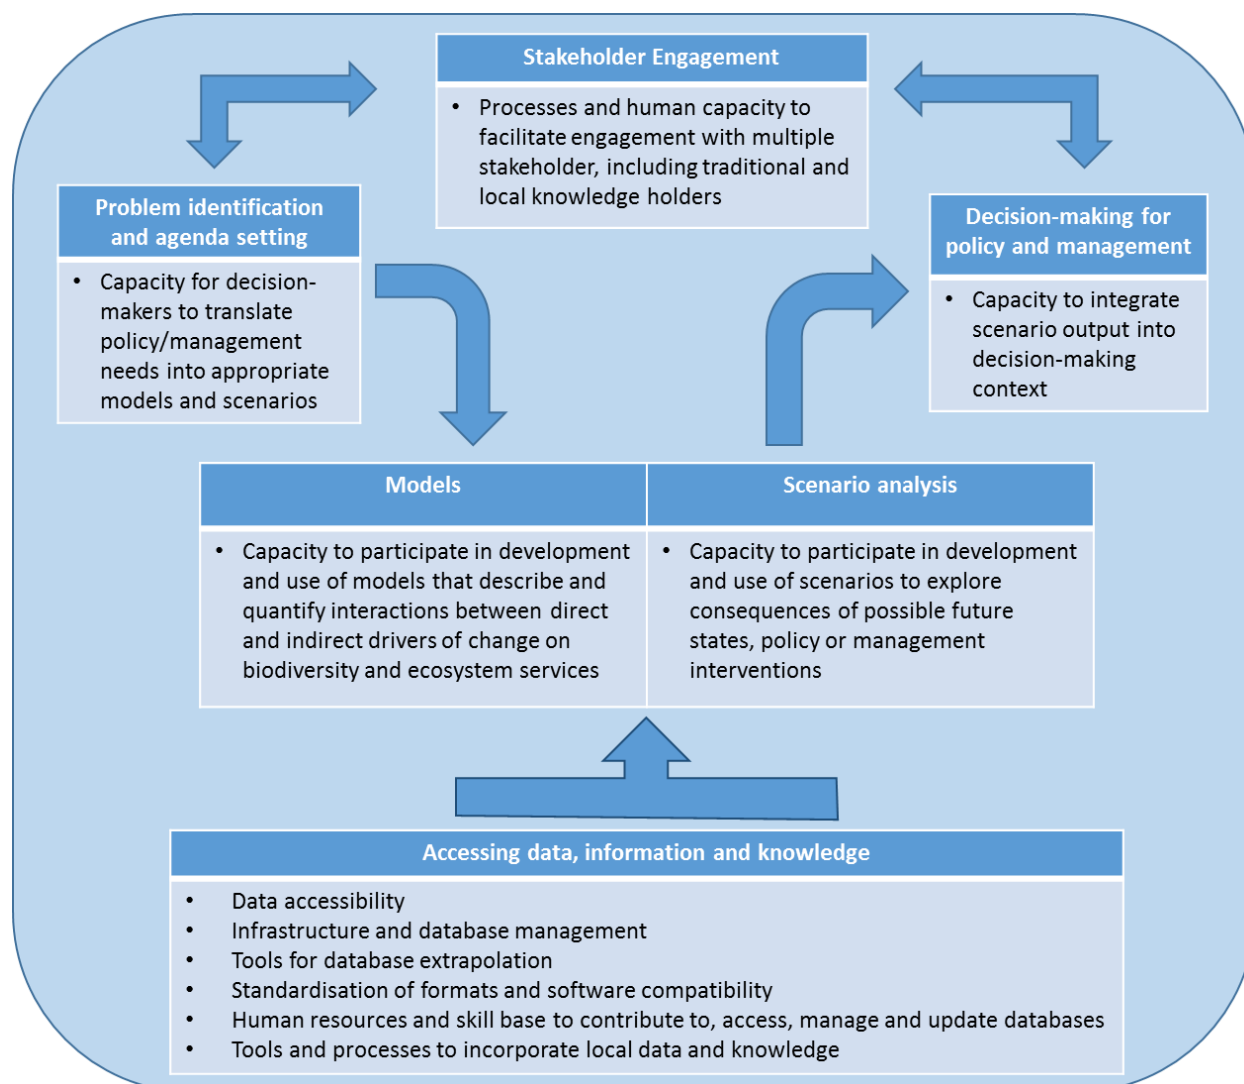 Stakeholder Engagement
• Processes and human capacity to
facilitate engagement with multiple
stakeholder, including traditional and
local knowledge holders
Problem identification
and agenda setting
• Capacity for decision-
makers to translate
policy/management
needs into appropriate
models and scenarios
Decision-making for
policy and management
• Capacity to integrate
scenario output into
decision-making
context
Models
• Capacity to participate in development
and use of models that describe and
quantify interactions between direct
and indirect drivers of change on
biodiversity and ecosystem services
Scenario analysis
• Capacity to participate in development
and use of scenarios to explore
consequences of possible future
states, policy or management
interventions
Accessing data, information and knowledge
• Data accessibility
• Infrastructure and database management
• Tools for database extrapolation
• Standardisation of formats and software compatibility
• Human resources and skill base to contribute to, access, manage and update databases
• Tools and processes to incorporate local data and knowledge